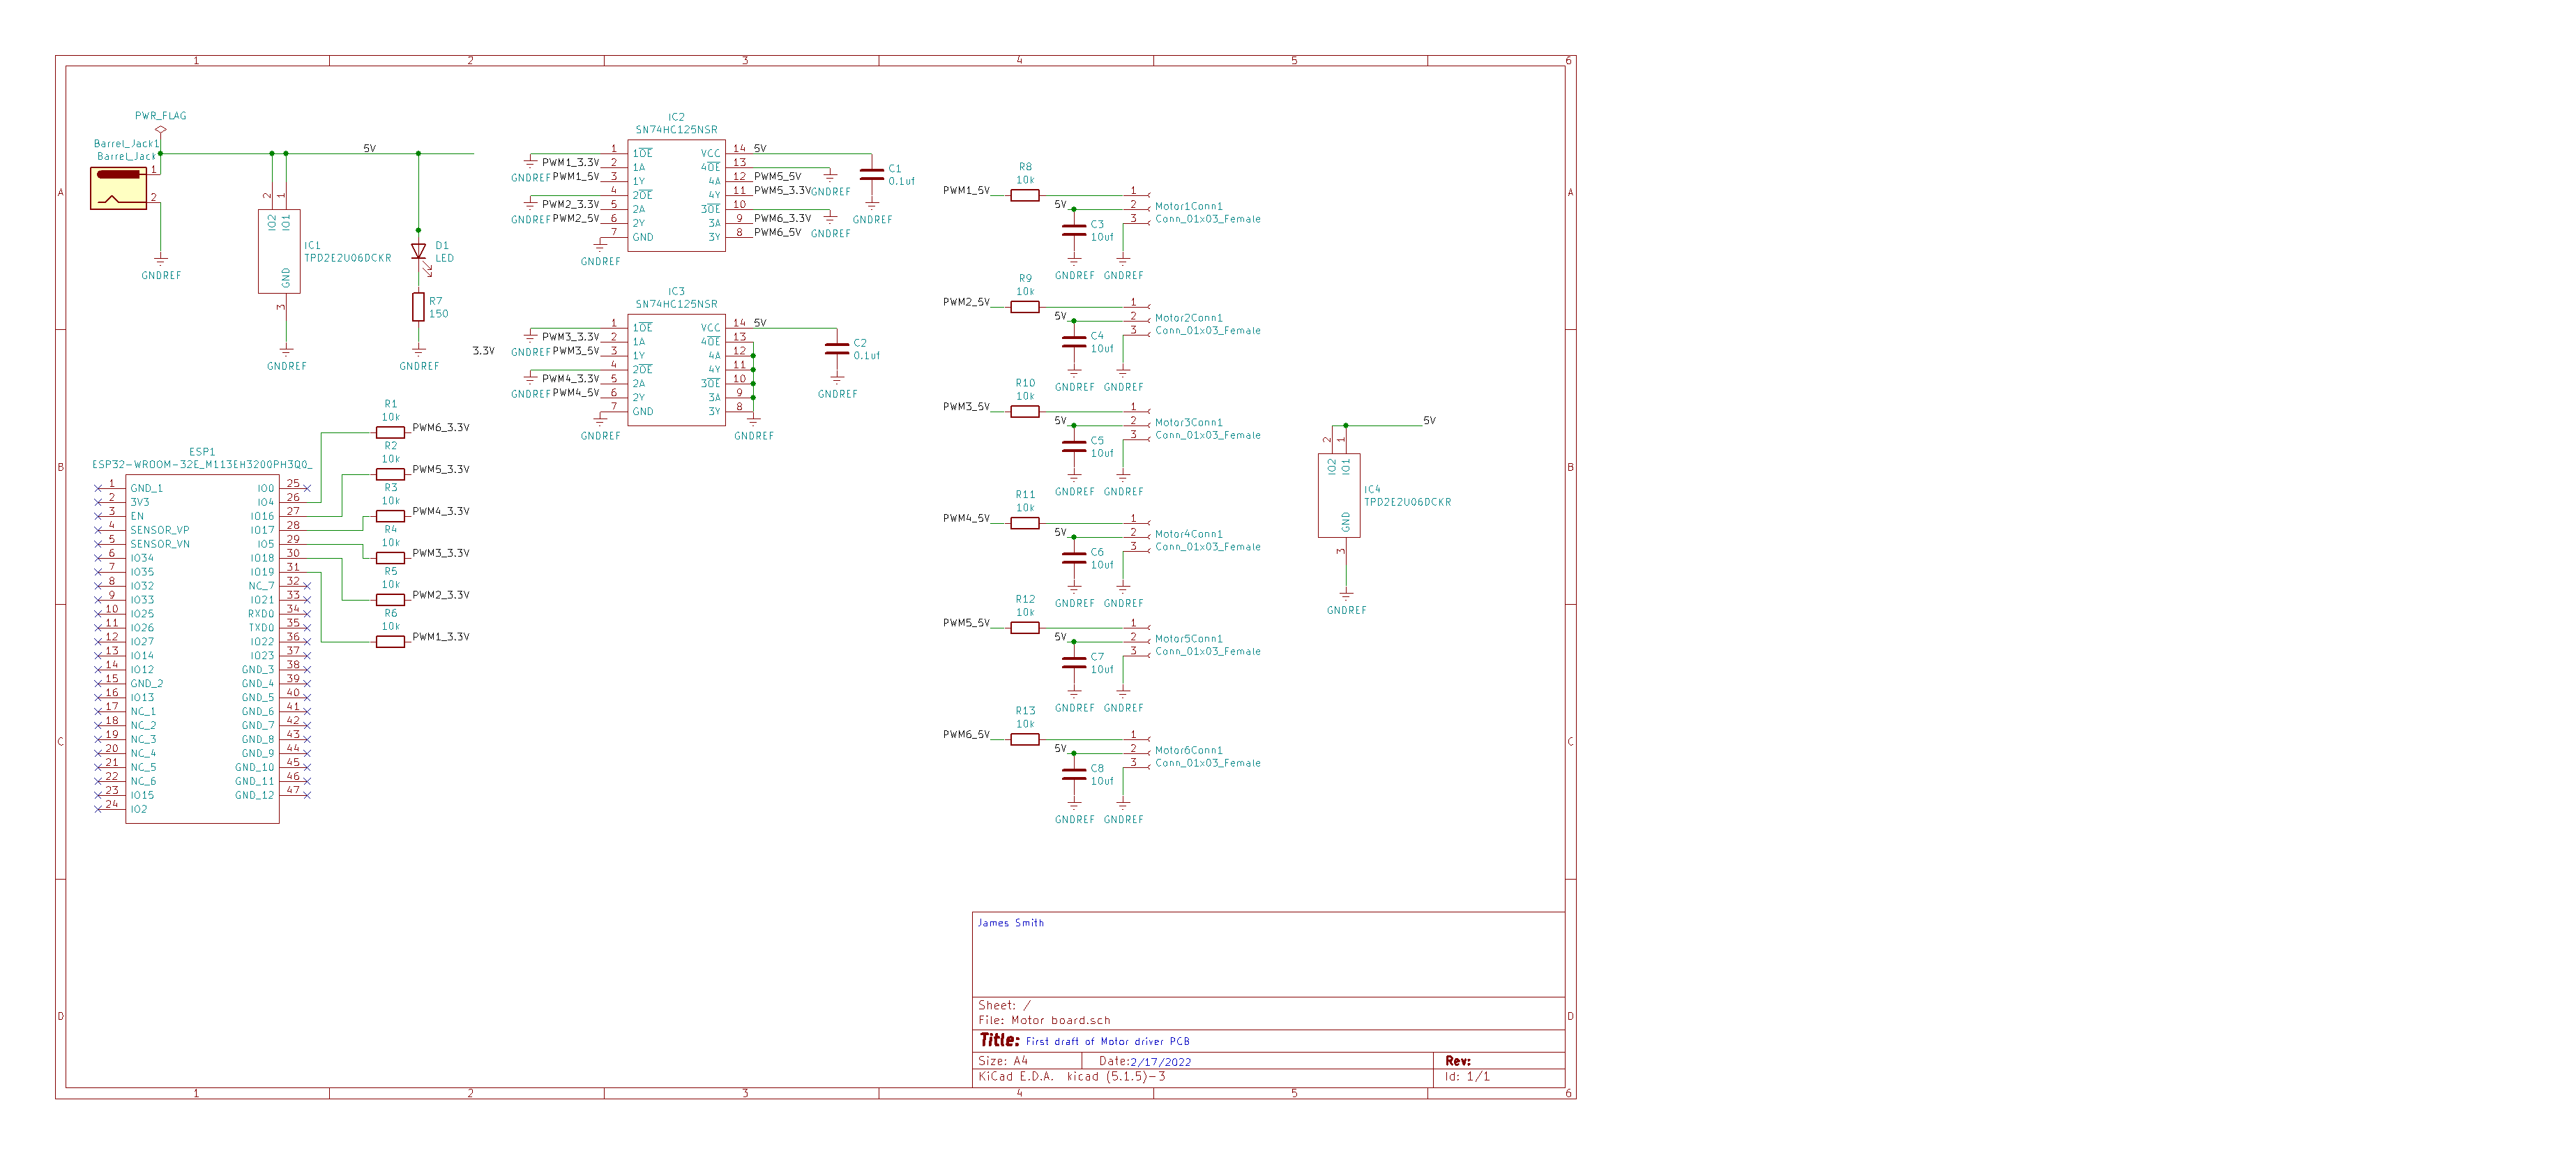 1 2 3 4 5 6
A
B
C
D
PWR_FLAG
Barrel_Jack1
Barrel_Jack
1
2
GNDREF
5V
2
1
IO2
IO1
GND
3
IC1
TPD2E2U06DCKR
GNDREF
D1
LED
R7
150
GNDREF
3.3V
IC2
SN74HC125NSR
1 1OE VCC 14 5V
PWM1_3.3V 2 1A 4OE 13
GNDREF PWM1_5V 3 1Y 4A 12 PWM5_5V
4 2OE 4Y 11 PWM5_3.3V GNDREF
PWM2_3.3V 5 2A 3OE 10
GNDREF PWM2_5V 6 2Y 3A 9 PWM6_3.3V
7 GND 3Y 8 PWM6_5V GNDREF
GNDREF
C1
0.1uf
GNDREF
IC3
SN74HC125NSR
1 1OE VCC 14 5V
PWM3_3.3V 2 1A 4OE 13
GNDREF PWM3_5V 3 1Y 4A 12
4 2OE 4Y 11
PWM4_3.3V 5 2A 3OE 10
GNDREF PWM4_5V 6 2Y 3A 9
7 GND 3Y 8
GNDREF GNDREF
C2
0.1uf
GNDREF
R1
10k
PWM6_3.3V
R2
10k
PWM5_3.3V
R3
10k
PWM4_3.3V
R4
10k
PWM3_3.3V
R5
10k
PWM2_3.3V
R6
10k
PWM1_3.3V
ESP1
ESP32-WROOM-32E_M113EH3200PH3Q0_
1 GND_1 IO0 25
2 3V3 IO4 26
3 EN IO16 27
4 SENSOR_VP IO17 28
5 SENSOR_VN IO5 29
6 IO34 IO18 30
7 IO35 IO19 31
8 IO32 NC_7 32
9 IO33 IO21 33
10 IO25 RXD0 34
11 IO26 TXD0 35
12 IO27 IO22 36
13 IO14 IO23 37
14 IO12 GND_3 38
15 GND_2 GND_4 39
16 IO13 GND_5 40
17 NC_1 GND_6 41
18 NC_2 GND_7 42
19 NC_3 GND_8 43
20 NC_4 GND_9 44
21 NC_5 GND_10 45
22 NC_6 GND_11 46
23 IO15 GND_12 47
24 IO2
R8
10k
PWM1_5V 1
5V 2 Motor1Conn1
3 Conn_01x03_Female
C3
10uf
GNDREF GNDREF
R9
10k
PWM2_5V 1
5V 2 Motor2Conn1
3 Conn_01x03_Female
C4
10uf
GNDREF GNDREF
R10
10k
PWM3_5V 1
5V 2 Motor3Conn1
3 Conn_01x03_Female
C5
10uf
GNDREF GNDREF
R11
10k
PWM4_5V 1
5V 2 Motor4Conn1
3 Conn_01x03_Female
C6
10uf
GNDREF GNDREF
R12
10k
PWM5_5V 1
5V 2 Motor5Conn1
3 Conn_01x03_Female
C7
10uf
GNDREF GNDREF
R13
10k
PWM6_5V 1
5V 2 Motor6Conn1
3 Conn_01x03_Female
C8
10uf
GNDREF GNDREF
5V
2
1
IO2
IO1
GND
3
IC4
TPD2E2U06DCKR
GNDREF
A
B
C
D
James Smith
Sheet: /
File: Motor board.sch
Title: First draft of Motor driver PCB
Size: A4 Date:2/17/2022 Rev:
KiCad E.D.A. kicad (5.1.5)-3 Id: 1/1
1 2 3 4 5 6